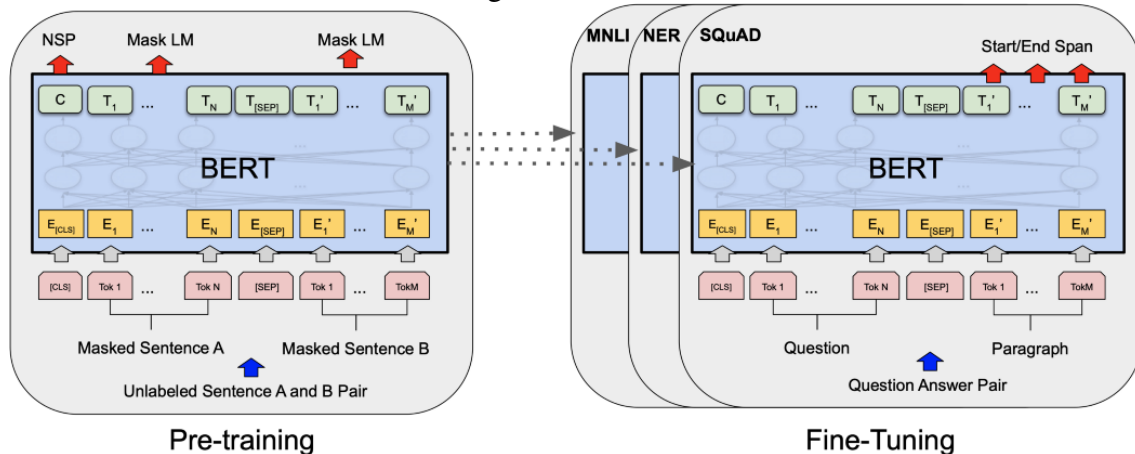 NSP Mask LM Mask LM
C T1 ... TN T[SEP] T1' ... TM'
BERT
E[CLS] E1 ... EN E[SEP] E1' ... EM'
[CLS] Tok 1 ... Tok N [SEP] Tok 1 ... TokM
Masked Sentence A Masked Sentence B
Unlabeled Sentence A and B Pair
Pre-training
MNLI NER SQuAD
Start/End Span
C T1 ... TN T[SEP] T1' ... TM'
BERT
E[CLS] E1 ... EN E[SEP] E1' ... EM'
[CLS] Tok 1 ... Tok N [SEP] Tok 1 ... TokM
Question Paragraph
Question Answer Pair
Fine-Tuning